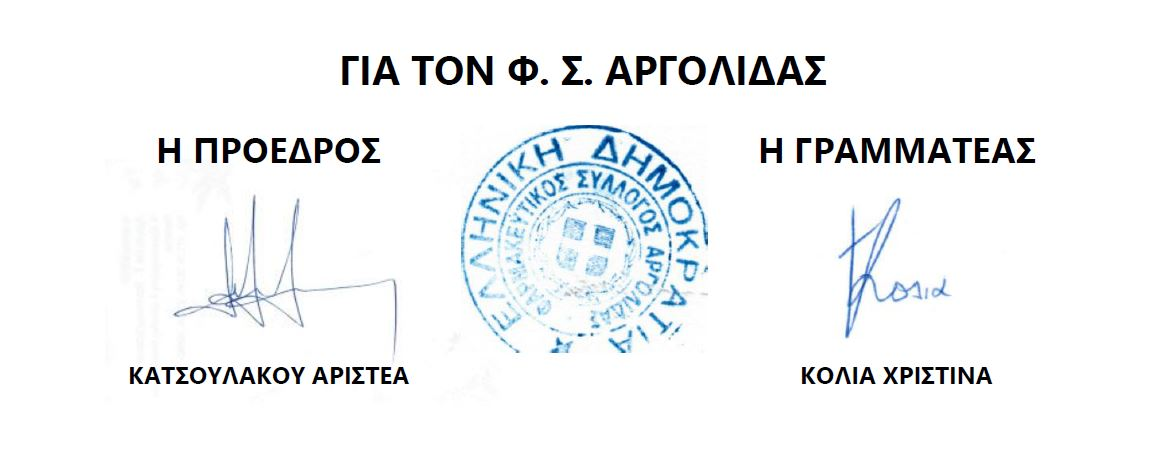 ΓΙΑ ΤΟΝ Φ. Σ. ΑΡΓΟΛΙΔΑΣ
Η ΠΡΟΕΔΡΟΣ
Η ΓΡΑΜΜΑΤΕΑΣ
ΕΛΛΗΝΙΚΗ ΔΗΜΟΚΡΑΤΙΑ
ΦΑΡΜΑΚΕΥΤΙΚΟΣ ΣΥΛΛΟΓΟΣ ΑΡΓΟΛΙΔΑΣ
Κολια
ΚΑΤΣΟΥΛΑΚΟΥ ΑΡΙΣΤΕΑ
ΚΟΛΙΑ ΧΡΙΣΤΙΝΑ